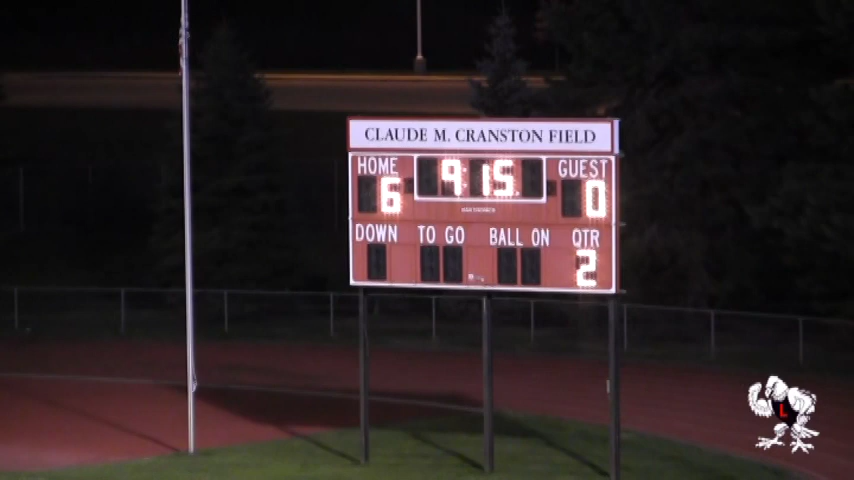 CLAUDE M. CRANSTON FIELD
HOME 9:15 GUEST
6 0
DOWN TO GO BALL ON QTR
2
L